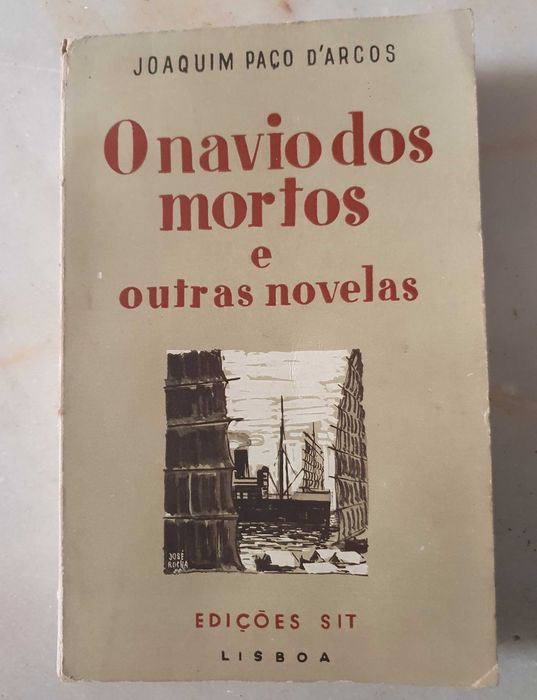 JOAQUIM PAÇO D'ARCOS
O navio dos
mortos
e
outras novelas
JOSÉ
ROCHA
EDIÇÕES SIT
LISBOA